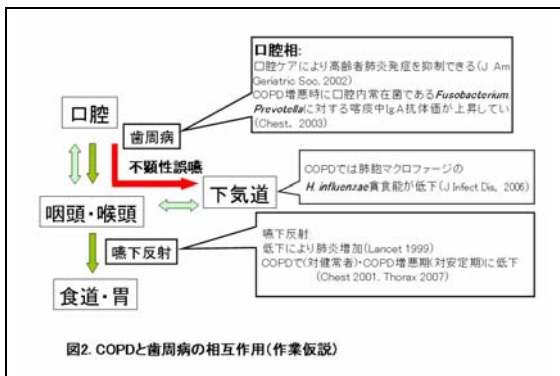 口腔相:
口腔ケアにより高齢者肺炎発症を抑制できる(J Am
Geriatric Soc. 2002)
COPD増悪時に口腔内常在菌であるFusobacterium,
Prevotellaに対する喀痰中IgA抗体価が上昇してい
(Chest. 2003)
口腔
歯周病
不顕性誤嚥
下気道
COPDでは肺胞マクロファージの
H. influenzae貪食能が低下(J Infect Dis, 2006)
咽頭・喉頭
嚥下反射
嚥下反射:
低下により肺炎増加(Lancet 1999)
COPDで(対健常者)・COPD増悪期(対安定期)に低下
(Chest 2001, Thorax 2007)
食道・胃
図2. COPDと歯周病の相互作用(作業仮説)